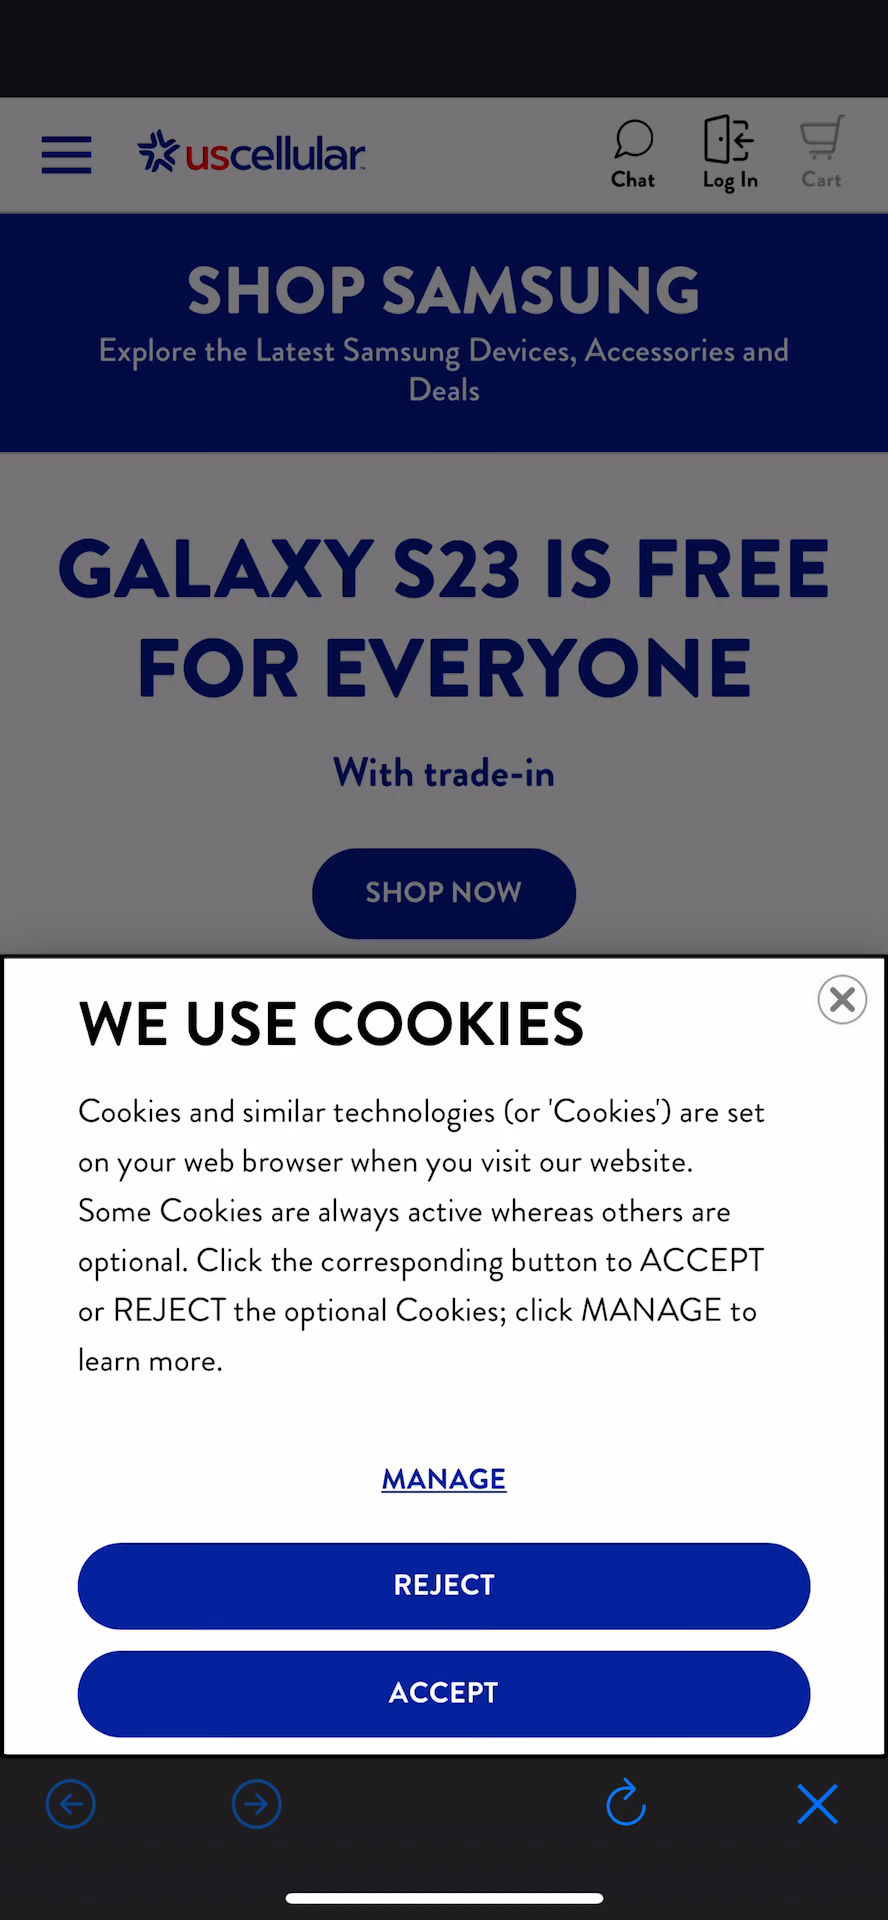 uscellular
Chat
Log In
Cart
SHOP SAMSUNG
Explore the Latest Samsung Devices, Accessories and
Deals
GALAXY S23 IS FREE
FOR EVERYONE
With trade-in
SHOP NOW
WE USE COOKIES
Cookies and similar technologies (or 'Cookies') are set
on your web browser when you visit our website.
Some Cookies are always active whereas others are
optional. Click the corresponding button to ACCEPT
or REJECT the optional Cookies; click MANAGE to
learn more.
MANAGE
REJECT
ACCEPT